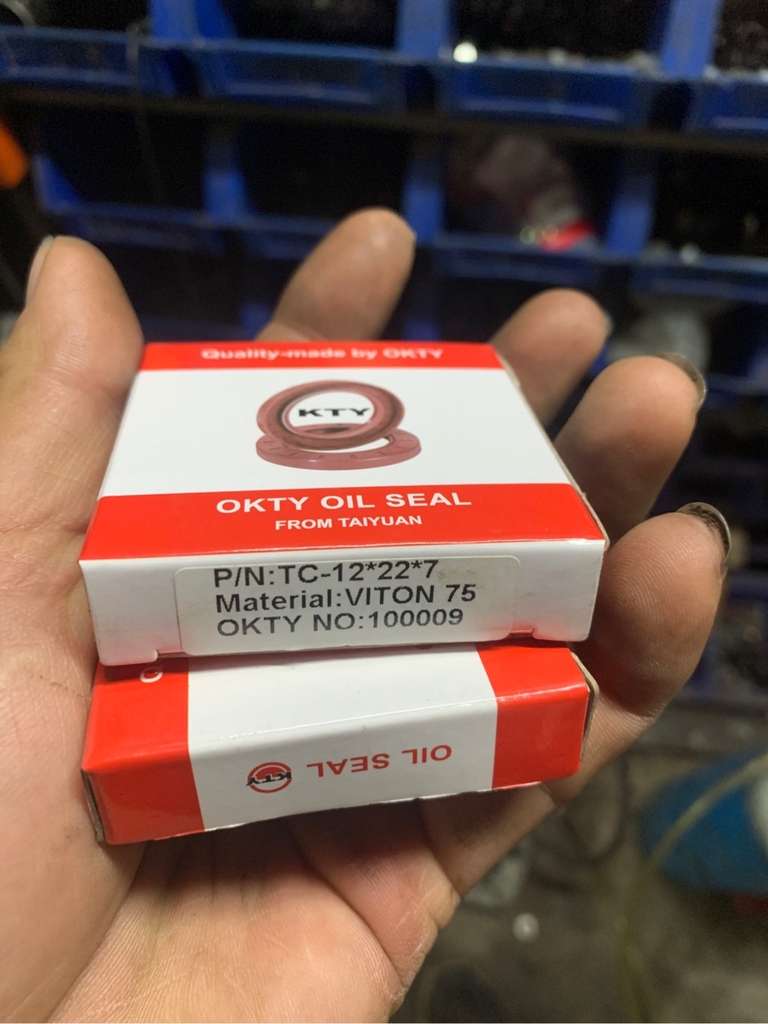 Quality-made by OKTY
KTY
OKTY OIL SEAL
FROM TAIYUAN
P/N:TC-12*22*7
Material:VITON 75
OKTY NO:100009
OIL SEAL
KTY